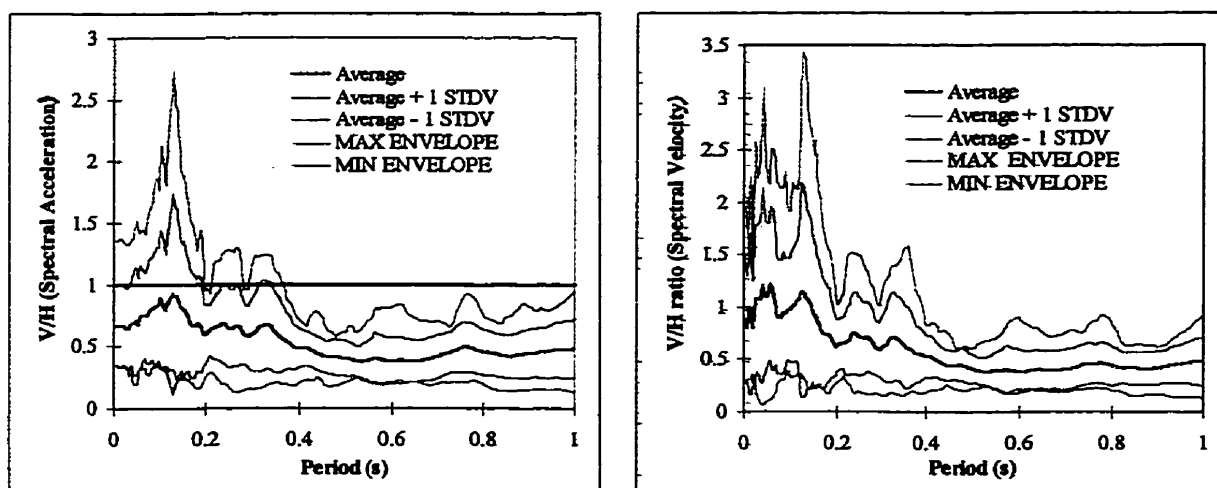 3
2.5
2
1.5
1
0.5
0
V/H (Spectral Acceleration)
Average
Average + 1 STDV
Average - 1 STDV
MAX ENVELOPE
MIN ENVELOPE
0 0.2 0.4 0.6 0.8 1
Period (s)
3.5
3
2.5
2
1.5
1
0.5
0
V/H ratio (Spectral Velocity)
Average
Average + 1 STDV
Average - 1 STDV
MAX ENVELOPE
MIN ENVELOPE
0 0.2 0.4 0.6 0.8 1
Period (s)